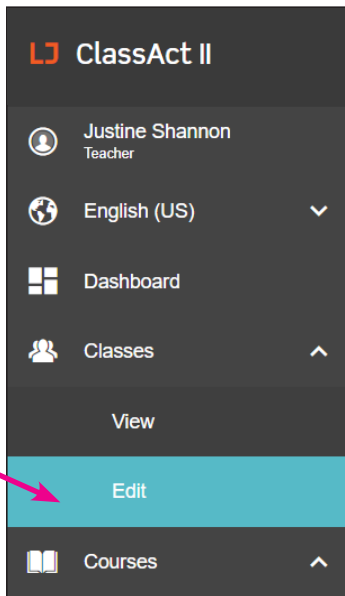 LJ ClassAct II
Justine Shannon
Teacher
English (US)
Dashboard
Classes
View
Edit
Courses